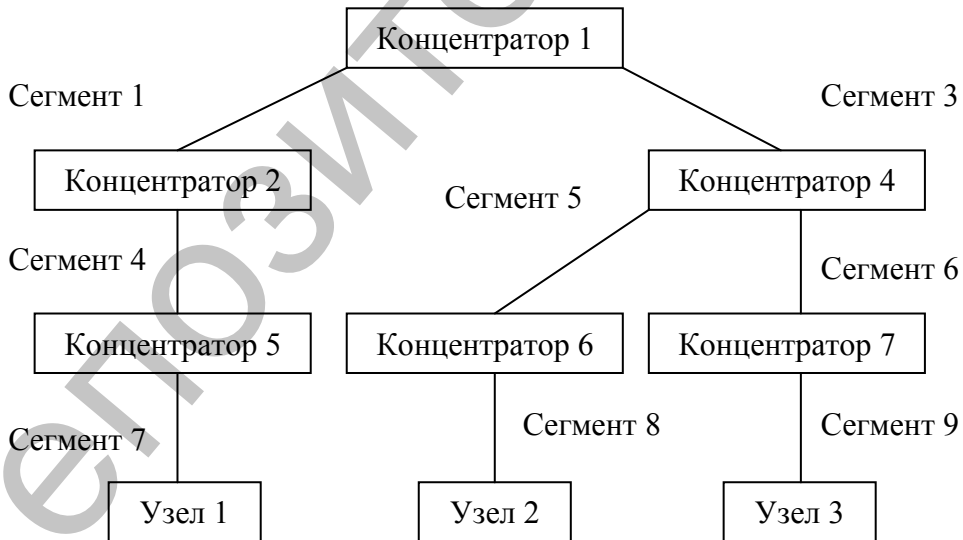 Концентратор 1
Сегмент 1
Сегмент 3
Концентратор 2
Сегмент 5
Концентратор 4
Сегмент 4
Сегмент 6
Концентратор 5
Концентратор 6
Концентратор 7
Сегмент 7
Сегмент 8
Сегмент 9
Узел 1
Узел 2
Узел 3
епозит